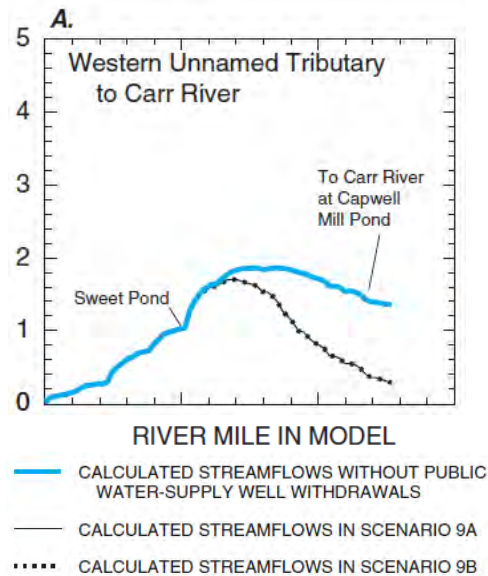 A.
5
Western Unnamed Tributary
to Carr River
4
3
To Carr River
at Capwell
Mill Pond
2
Sweet Pond
1
0
RIVER MILE IN MODEL
CALCULATED STREAMFLOWS WITHOUT PUBLIC
WATER-SUPPLY WELL WITHDRAWALS
CALCULATED STREAMFLOWS IN SCENARIO 9A
CALCULATED STREAMFLOWS IN SCENARIO 9B